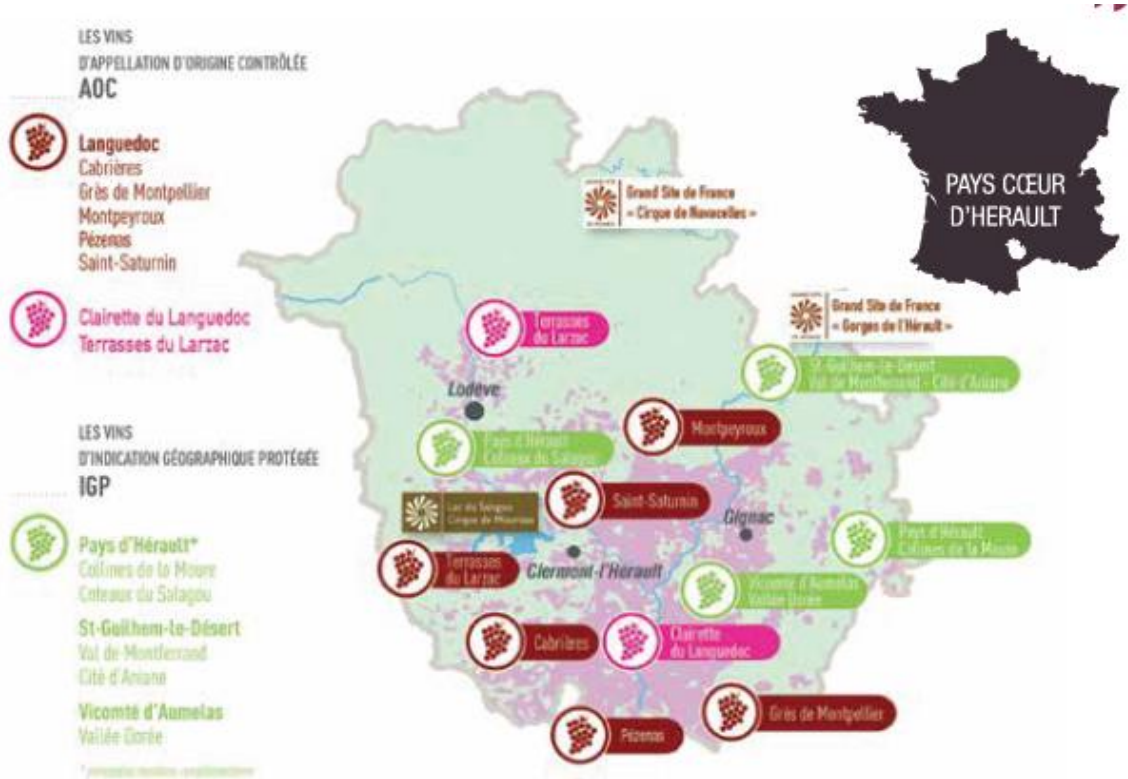 LES VINS
D'APPELLATION D'ORIGINE CONTRÔLÉE
AOC
Languedoc
Cabrières
Grès de Montpellier
Montpeyroux
Pézenas
Saint-Saturnin
Clairette du Languedoc
Terrasses du Larzac
LES VINS
D'INDICATION GÉOGRAPHIQUE PROTÉGÉE
IGP
Pays d'Hérault*
Collines de la Moure
Coteaux du Salagou
St-Guilhem-le-Désert
Val de Montferrand
Cité d'Aniane
Vicomté d'Aumelas
Vallée Dorée
PAYS CŒUR
D'HERAULT
Grand Site de France
« Cirque de Navacelles »
Grand Site de France
« Gorges de l'Hérault »
Terrasses
du Larzac
St-Guilhem-le-Désert
Val de Montferrand - Cité d'Aniane
Lodève
Montpeyroux
Pays d'Hérault
Coteaux du Salagou
Saint-Saturnin
Lac du Salagou
Cirque de Mourèze
Gignac
Pays d'Hérault
Collines de la Moure
Terrasses
du Larzac
Clermont-l'Hérault
Vicomté d'Aumelas
Vallée Dorée
Cabrières
Clairette
du Languedoc
Grès de Montpellier
Pézenas